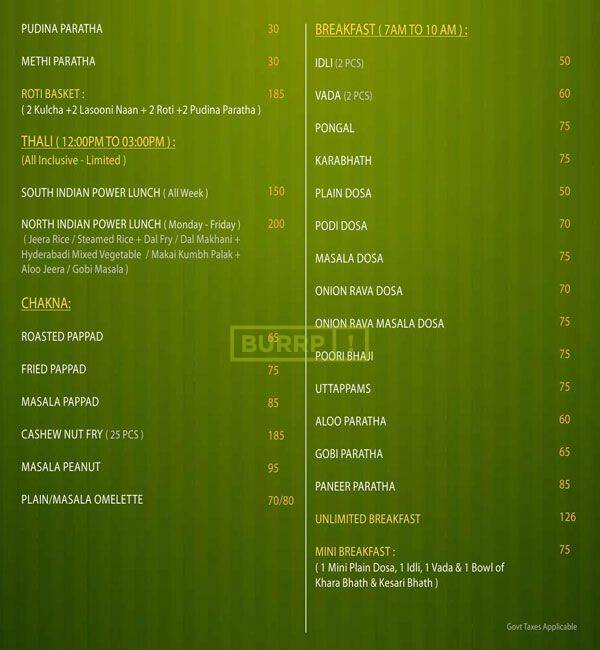 PUDINA PARATHA 30
METHI PARATHA 30
ROTI BASKET : 185
( 2 Kulcha +2 Lasooni Naan + 2 Roti +2 Pudina Paratha )
THALI ( 12:00PM TO 03:00PM ) :
(All Inclusive - Limited )
SOUTH INDIAN POWER LUNCH ( All Week ) 150
NORTH INDIAN POWER LUNCH ( Monday - Friday ) 200
( Jeera Rice / Steamed Rice + Dal Fry / Dal Makhani +
Hyderabadi Mixed Vegetable / Makai Kumbh Palak +
Aloo Jeera / Gobi Masala )
CHAKNA:
ROASTED PAPPAD 65
FRIED PAPPAD 75
MASALA PAPPAD 85
CASHEW NUT FRY ( 25 PCS ) 185
MASALA PEANUT 95
PLAIN/MASALA OMELETTE 70/80
BREAKFAST ( 7AM TO 10 AM ) :
IDLI (2 PCS) 50
VADA (2 PCS) 60
PONGAL 75
KARABHATH 75
PLAIN DOSA 50
PODI DOSA 70
MASALA DOSA 75
ONION RAVA DOSA 70
ONION RAVA MASALA DOSA 75
POORI BHAJI 75
UTTAPPAMS 75
ALOO PARATHA 60
GOBI PARATHA 65
PANEER PARATHA 85
UNLIMITED BREAKFAST 126
MINI BREAKFAST : 75
( 1 Mini Plain Dosa, 1 Idli, 1 Vada & 1 Bowl of
Khara Bhath & Kesari Bhath )
Govt Taxes Applicable
BURRP!